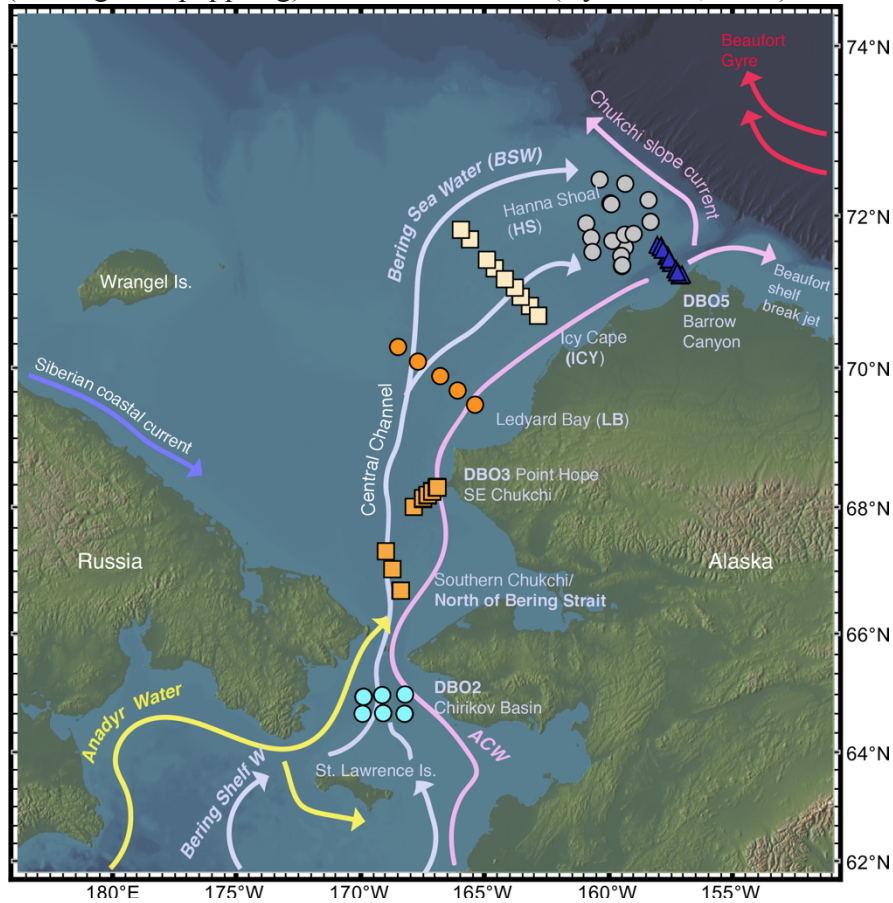 Beaufort
Gyre
74°N
Chukchi slope current
Bering Sea Water (BSW)
Hanna Shoal
(HS)
72°N
Wrangel Is.
Beaufort
shelf
break jet
DBO5
Barrow
Canyon
Icy Cape
(ICY)
70°N
Siberian coastal current
Central Channel
Ledyard Bay (LB)
DBO3 Point Hope
SE Chukchi
68°N
Russia
Alaska
Southern Chukchi/
North of Bering Strait
66°N
DBO2
Chirikov Basin
Anadyr Water
ACW
64°N
St. Lawrence Is.
Bering Shelf W
62°N
180°E 175°W 170°W 165°W 160°W 155°W